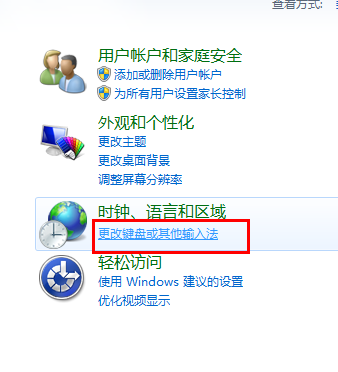 查看方式:
用户帐户和家庭安全
添加或删除用户帐户
为所有用户设置家长控制
外观和个性化
更改主题
更改桌面背景
调整屏幕分辨率
时钟、语言和区域
更改键盘或其他输入法
轻松访问
使用 Windows 建议的设置
优化视频显示